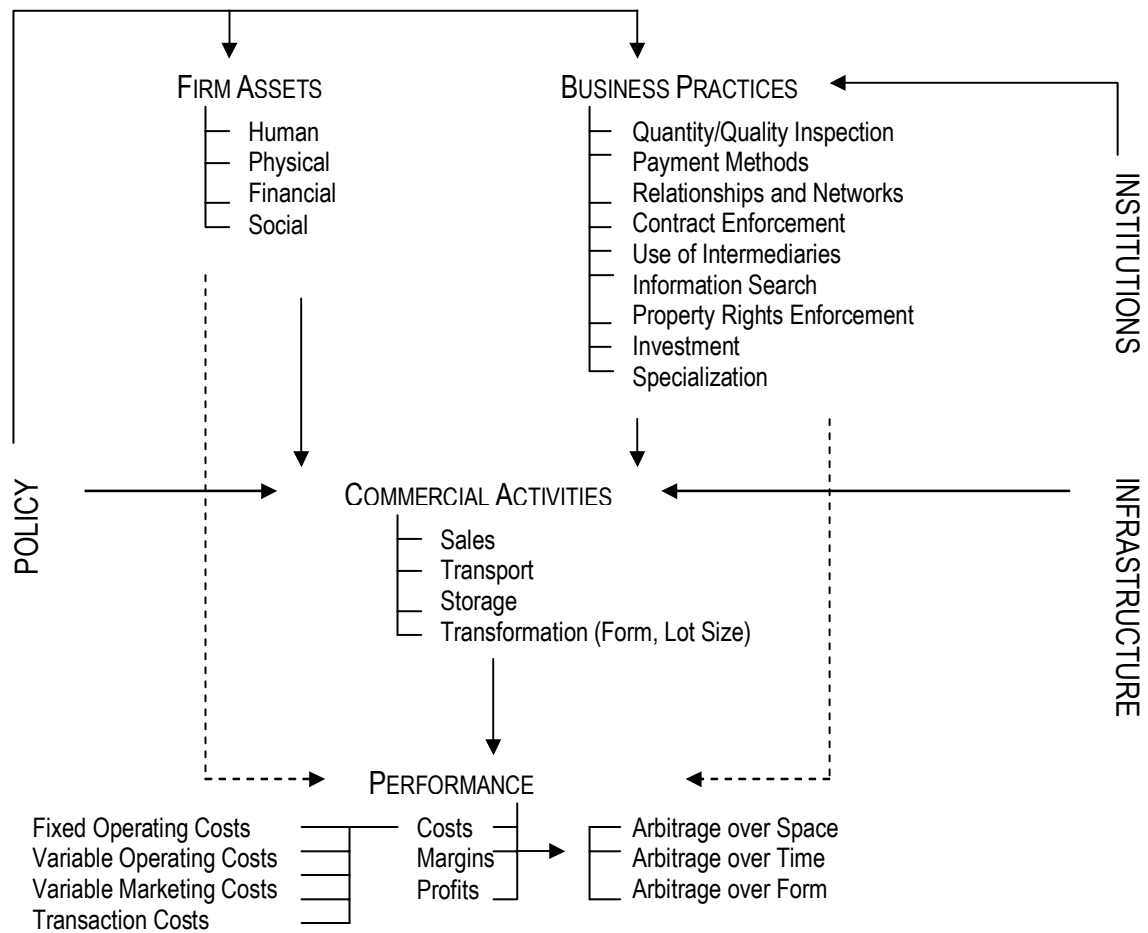 FIRM ASSETS
Human
Physical
Financial
Social
BUSINESS PRACTICES
Quantity/Quality Inspection
Payment Methods
Relationships and Networks
Contract Enforcement
Use of Intermediaries
Information Search
Property Rights Enforcement
Investment
Specialization
INSTITUTIONS
POLICY
COMMERCIAL ACTIVITIES
Sales
Transport
Storage
Transformation (Form, Lot Size)
INFRASTRUCTURE
PERFORMANCE
Fixed Operating Costs
Variable Operating Costs
Variable Marketing Costs
Transaction Costs
Costs
Margins
Profits
Arbitrage over Space
Arbitrage over Time
Arbitrage over Form